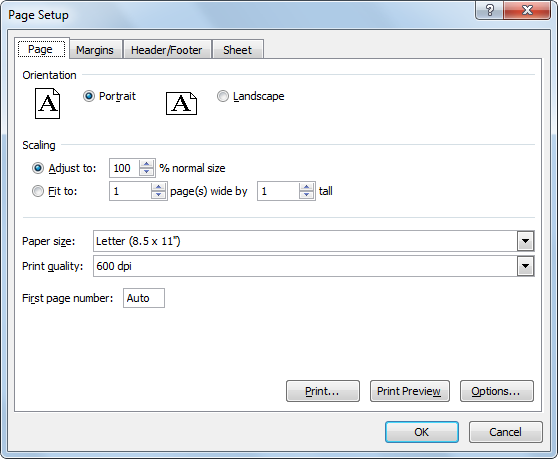 Page Setup
?
Page Margins Header/Footer Sheet
Orientation
A Portrait A Landscape
Scaling
Adjust to: 100 % normal size
Fit to: 1 page(s) wide by 1 tall
Paper size: Letter (8.5 x 11")
Print quality: 600 dpi
First page number: Auto
Print... Print Preview Options...
OK Cancel